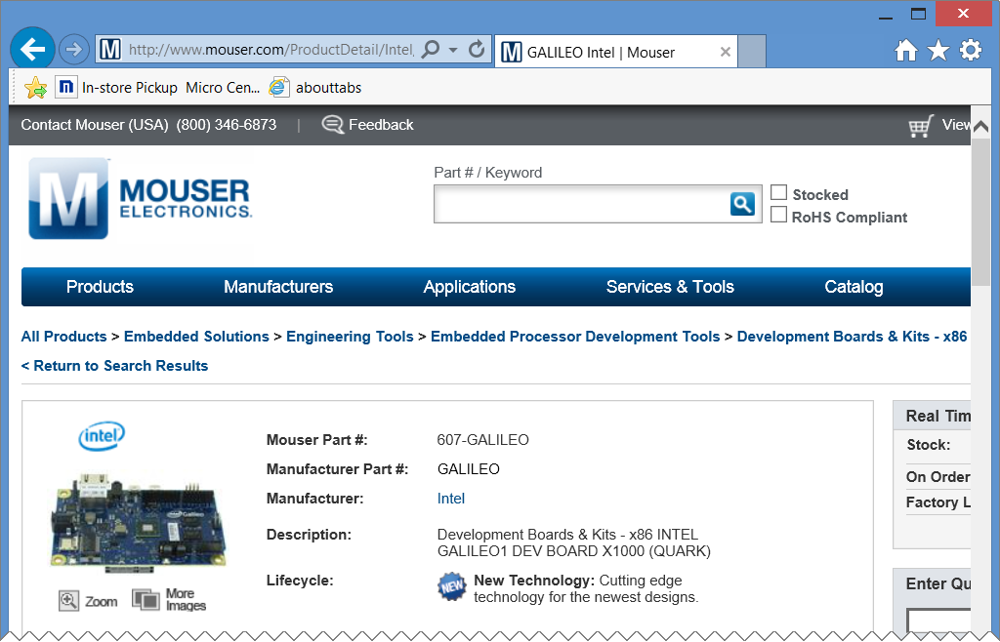 http://www.mouser.com/ProductDetail/Intel,
GALILEO Intel | Mouser
In-store Pickup Micro Cen... abouttabs
Contact Mouser (USA) (800) 346-6873 | Feedback
View
MOUSER
ELECTRONICS.
Part # / Keyword
Stocked
RoHS Compliant
Products Manufacturers Applications Services & Tools Catalog
All Products > Embedded Solutions > Engineering Tools > Embedded Processor Development Tools > Development Boards & Kits - x86
< Return to Search Results
intel
Mouser Part #: 607-GALILEO
Manufacturer Part #: GALILEO
Manufacturer: Intel
Description: Development Boards & Kits - x86 INTEL
GALILEO1 DEV BOARD X1000 (QUARK)
Lifecycle: NEW New Technology: Cutting edge
technology for the newest designs.
Zoom
More
Images
Real Tim
Stock:
On Order
Factory L
Enter Qu